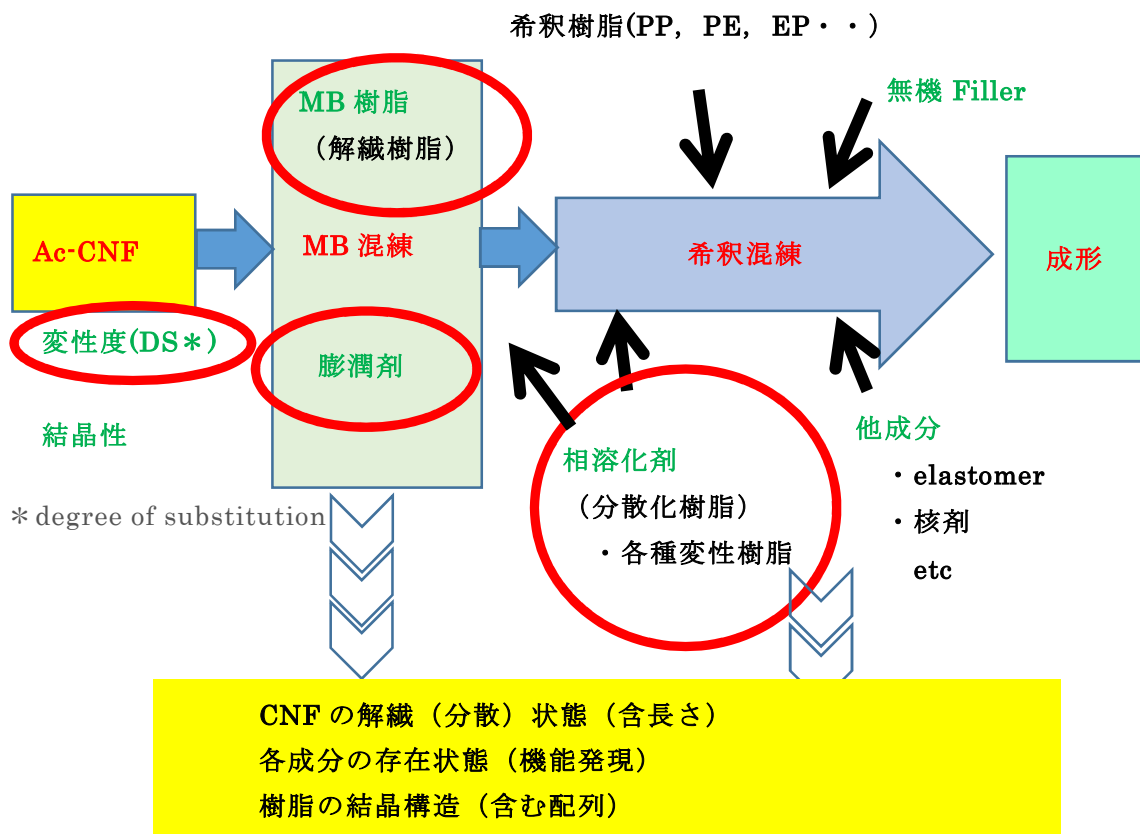 希釈樹脂(PP, PE, EP・・)
無機 Filler
MB 樹脂
(解繊樹脂)
Ac-CNF
MB 混練
希釈混練
成形
変性度(DS＊)
膨潤剤
結晶性
＊degree of substitution
相溶化剤
(分散化樹脂)
・各種変性樹脂
他成分
・elastomer
・核剤
etc
CNF の解繊（分散）状態（含長さ）
各成分の存在状態（機能発現）
樹脂の結晶構造（含む配列）